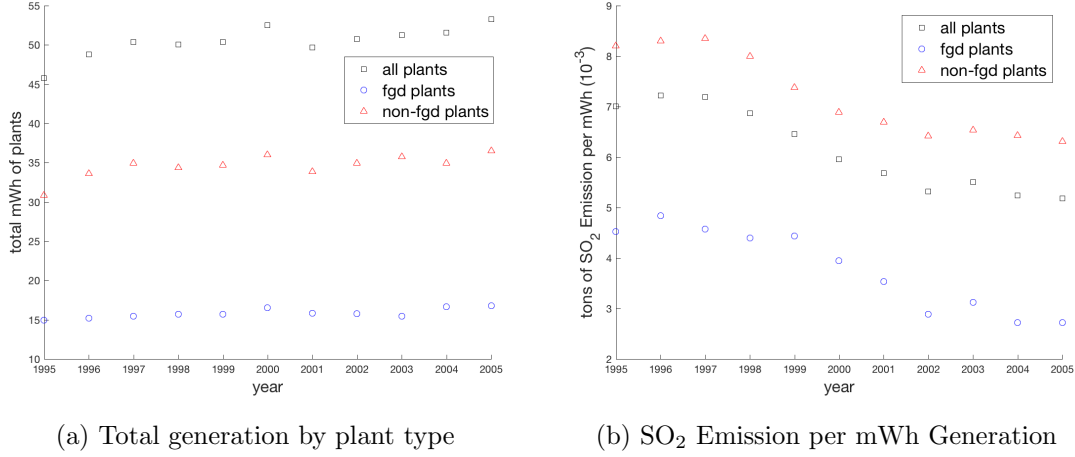 total mWh of plants
55
50
45
40
35
30
25
20
15
10
all plants
fgd plants
non-fgd plants
1995 1996 1997 1998 1999 2000 2001 2002 2003 2004 2005
year
(a) Total generation by plant type
tons of SO2 Emission per mWh (10-3)
9
8
7
6
5
4
3
2
all plants
fgd plants
non-fgd plants
1995 1996 1997 1998 1999 2000 2001 2002 2003 2004 2005
year
(b) SO2 Emission per mWh Generation